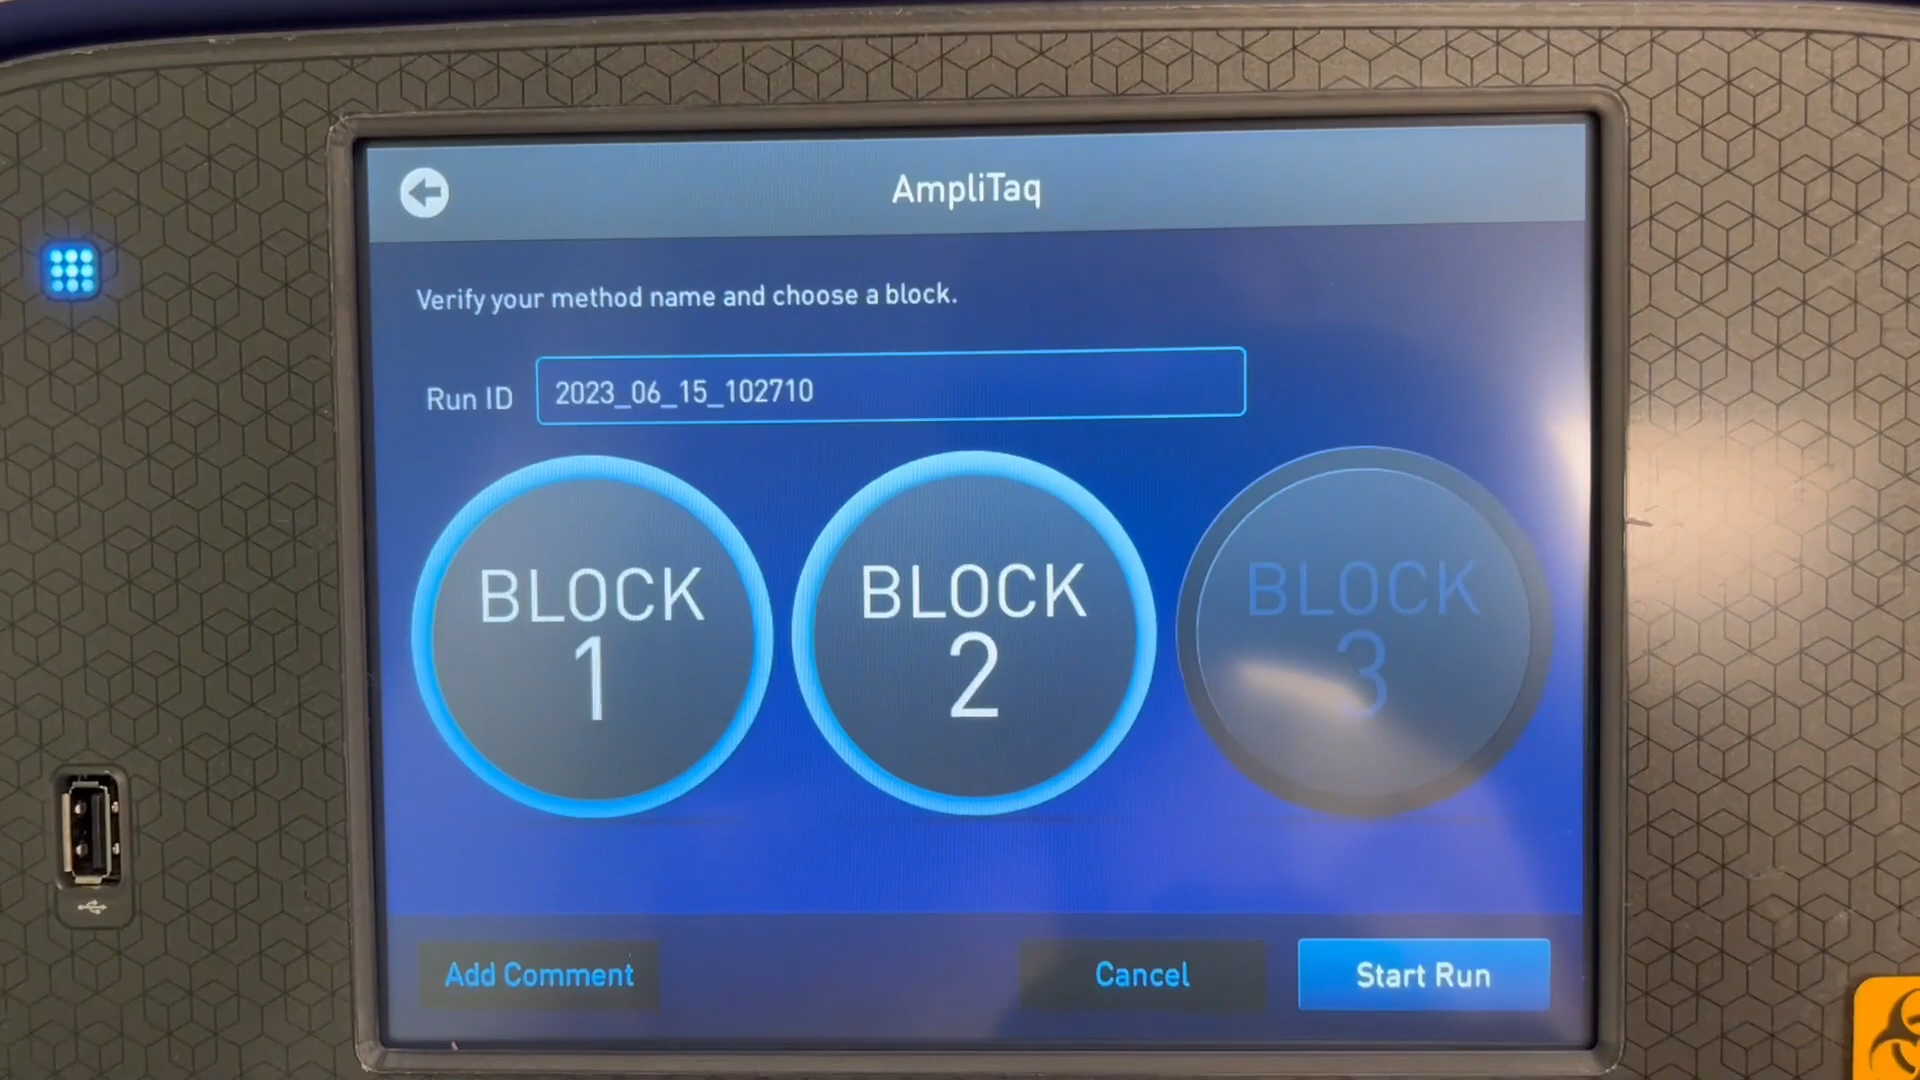 AmpliTaq
Verify your method name and choose a block.
Run ID
2023_06_15_102710
BLOCK
1
BLOCK
2
BLOCK
3
Add Comment
Cancel
Start Run